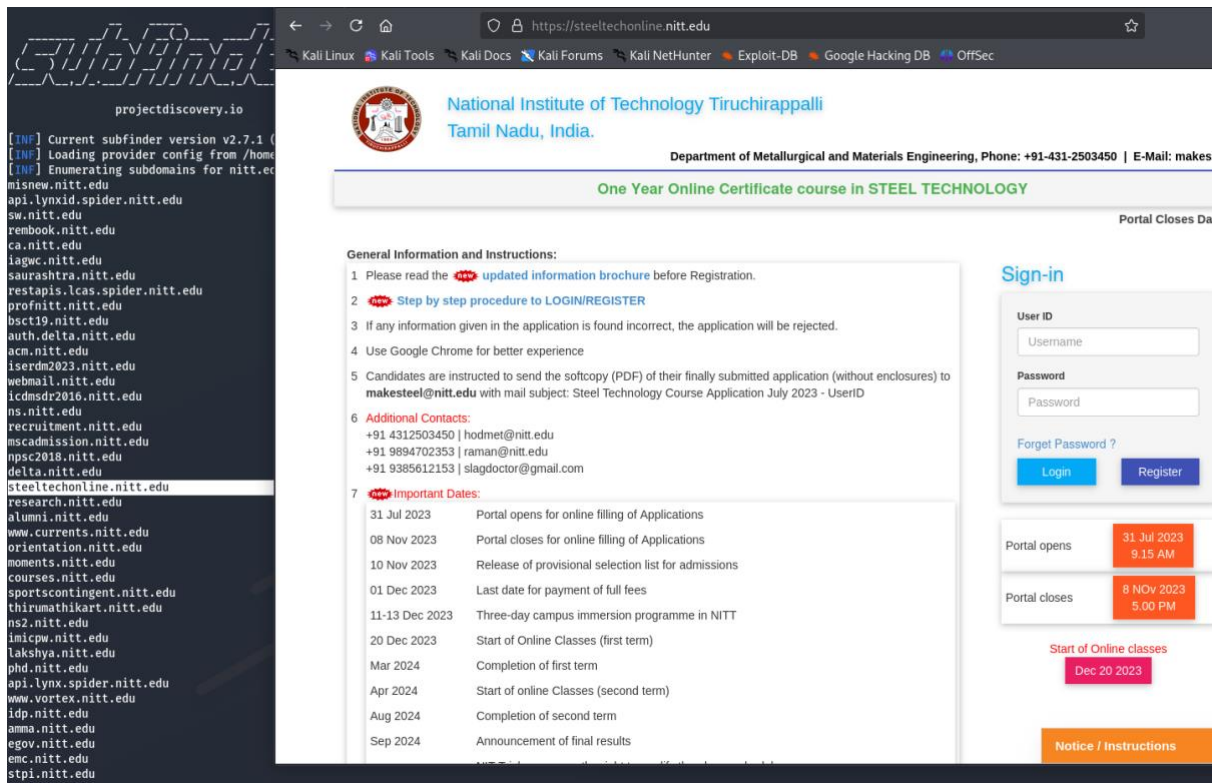 projectdiscovery.io
[INF] Current subfinder version v2.7.1 (
[INF] Loading provider config from /home
[INF] Enumerating subdomains for nitt.ec
misnew.nitt.edu
api.lynxid.spider.nitt.edu
sw.nitt.edu
rembook.nitt.edu
ca.nitt.edu
iagwc.nitt.edu
saurashtra.nitt.edu
restapis.lcas.spider.nitt.edu
profnitt.nitt.edu
bsct19.nitt.edu
auth.delta.nitt.edu
acm.nitt.edu
iserdm2023.nitt.edu
webmail.nitt.edu
icdmsdr2016.nitt.edu
ns.nitt.edu
recruitment.nitt.edu
mscadmission.nitt.edu
npsc2018.nitt.edu
delta.nitt.edu
steeltechonline.nitt.edu
research.nitt.edu
alumni.nitt.edu
www.currents.nitt.edu
orientation.nitt.edu
moments.nitt.edu
courses.nitt.edu
sportscontingent.nitt.edu
thirumathikart.nitt.edu
ns2.nitt.edu
imicpw.nitt.edu
lakshya.nitt.edu
phd.nitt.edu
api.lynx.spider.nitt.edu
www.vortex.nitt.edu
idp.nitt.edu
amma.nitt.edu
egov.nitt.edu
emc.nitt.edu
stpi.nitt.edu
https://steeltechonline.nitt.edu
Kali Linux Kali Tools Kali Docs Kali Forums Kali NetHunter Exploit-DB Google Hacking DB OffSec
National Institute of Technology Tiruchirappalli
Tamil Nadu, India.
Department of Metallurgical and Materials Engineering, Phone: +91-431-2503450 | E-Mail: makes
One Year Online Certificate course in STEEL TECHNOLOGY
Portal Closes Da
General Information and Instructions:
1 Please read the new updated information brochure before Registration.
2 new Step by step procedure to LOGIN/REGISTER
3 If any information given in the application is found incorrect, the application will be rejected.
4 Use Google Chrome for better experience
5 Candidates are instructed to send the softcopy (PDF) of their finally submitted application (without enclosures) to
makesteel@nitt.edu with mail subject: Steel Technology Course Application July 2023 - UserID
6 Additional Contacts:
+91 4312503450 | hodmet@nitt.edu
+91 9894702353 | raman@nitt.edu
+91 9385612153 | slagdoctor@gmail.com
7 new Important Dates:
31 Jul 2023 Portal opens for online filling of Applications
08 Nov 2023 Portal closes for online filling of Applications
10 Nov 2023 Release of provisional selection list for admissions
01 Dec 2023 Last date for payment of full fees
11-13 Dec 2023 Three-day campus immersion programme in NITT
20 Dec 2023 Start of Online Classes (first term)
Mar 2024 Completion of first term
Apr 2024 Start of online Classes (second term)
Aug 2024 Completion of second term
Sep 2024 Announcement of final results
Sign-in
User ID
Username
Password
Password
Forget Password ?
Login Register
Portal opens
31 Jul 2023
9.15 AM
Portal closes
8 NOv 2023
5.00 PM
Start of Online classes
Dec 20 2023
Notice / Instructions